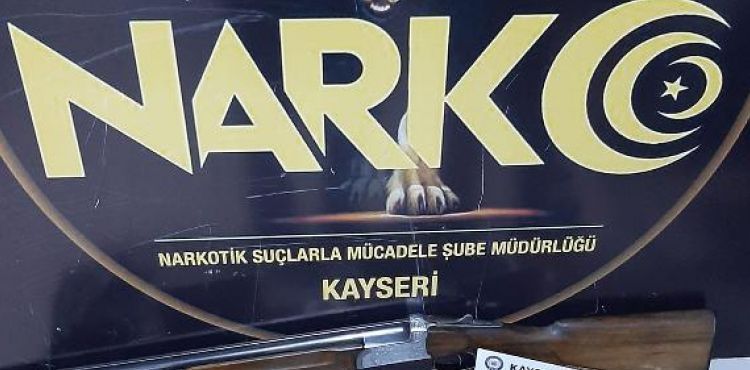 NARKO
NARKOTİK SUÇLARLA MÜCADELE ŞUBE MÜDÜRLÜĞÜ
KAYSERİ